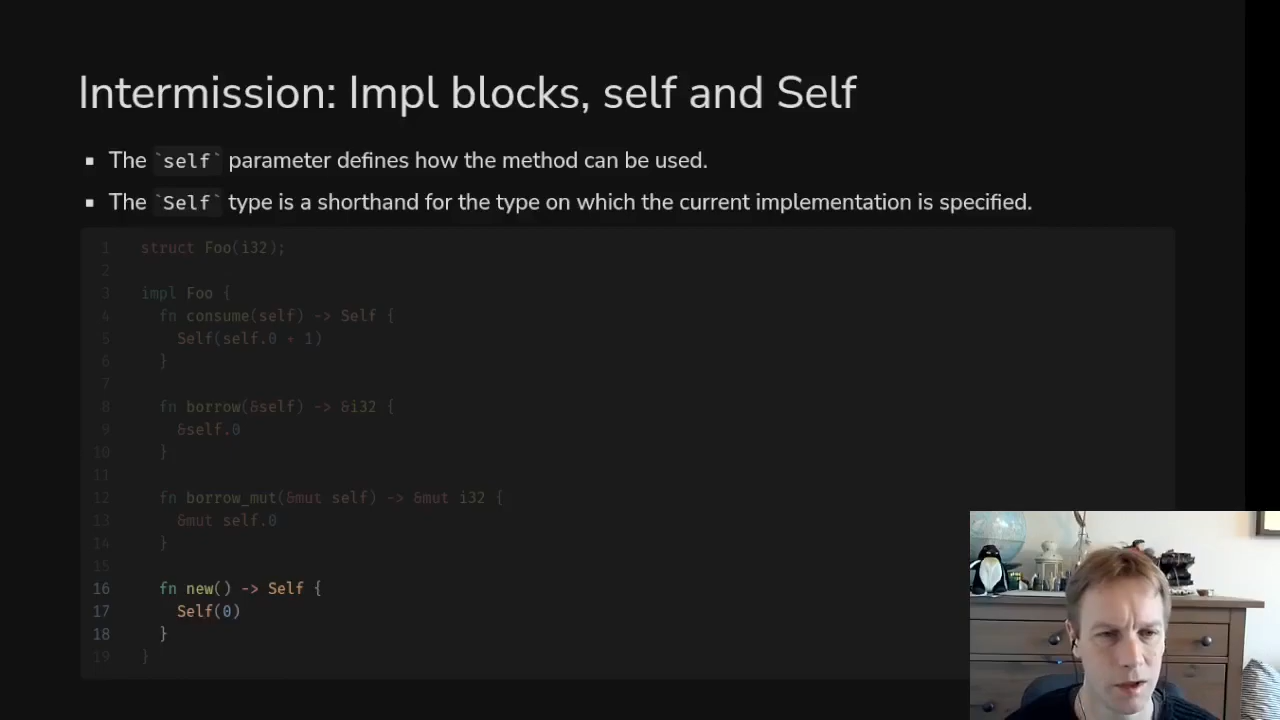 Intermission: Impl blocks, self and Self
▪ The `self` parameter defines how the method can be used.
▪ The `Self` type is a shorthand for the type on which the current implementation is specified.
1 struct Foo(i32);
2
3 impl Foo {
4 fn consume(self) -> Self {
5 Self(self.0 + 1)
6 }
7
8 fn borrow(&self) -> &i32 {
9 &self.0
10 }
11
12 fn borrow_mut(&mut self) -> &mut i32 {
13 &mut self.0
14 }
15
16 fn new() -> Self {
17 Self(0)
18 }
19 }